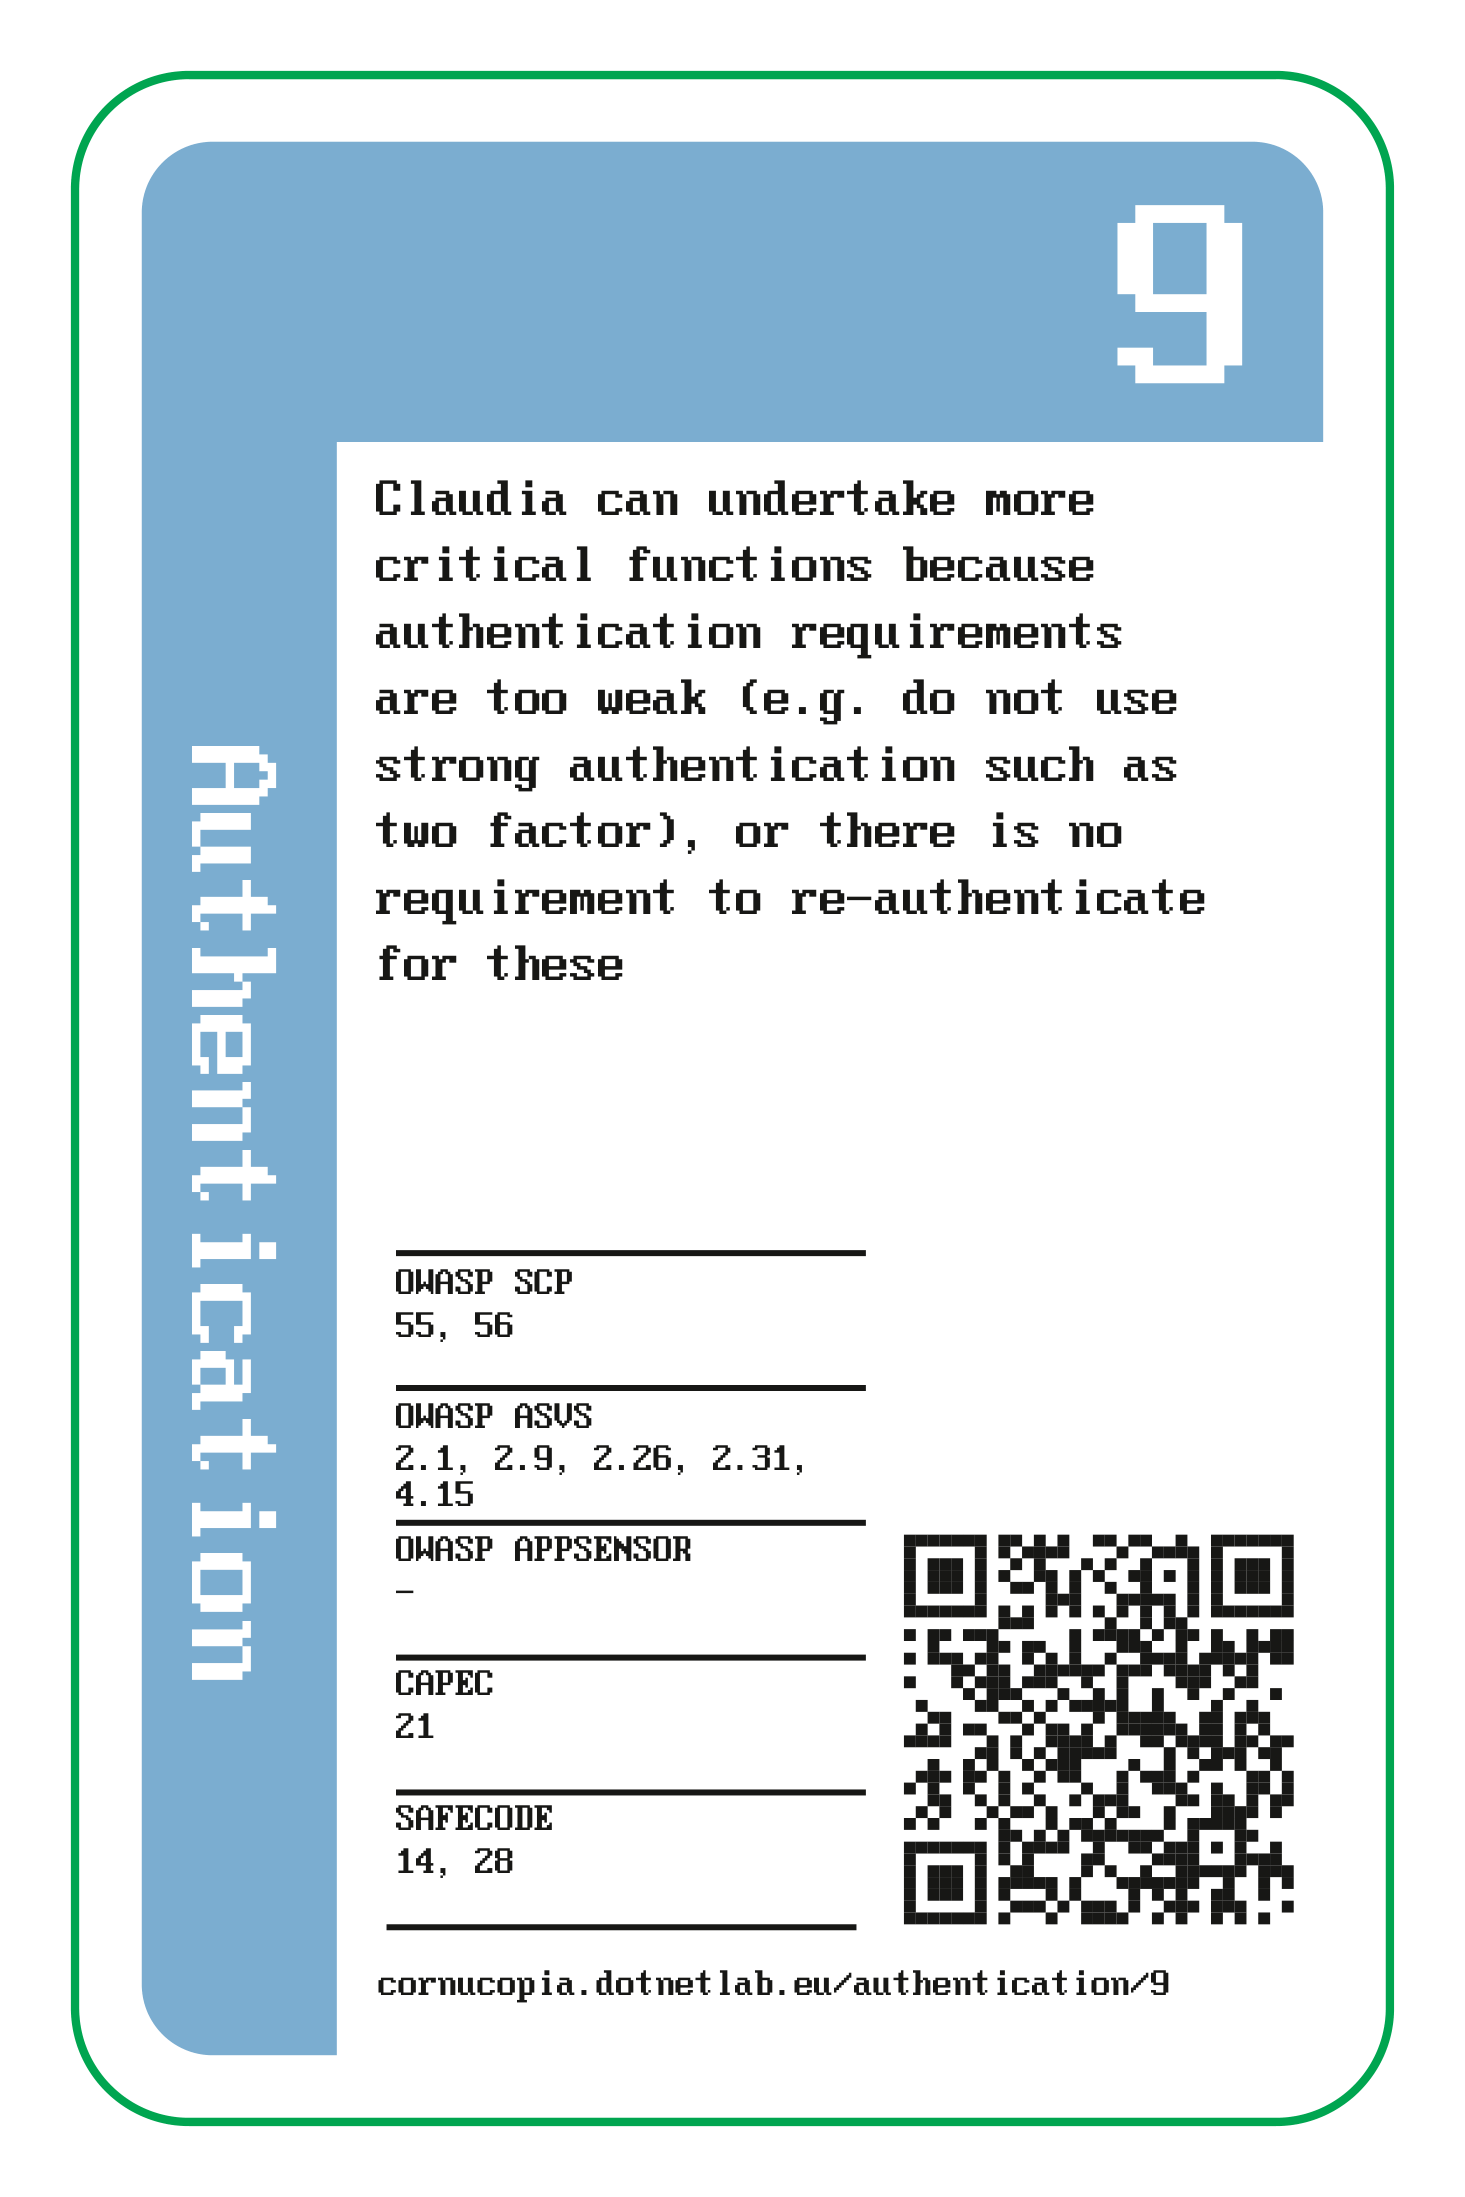 9
Claudia can undertake more
critical functions because
authentication requirements
are too weak (e.g. do not use
strong authentication such as
two factor), or there is no
requirement to re-authenticate
for these
Authentication
OWASP SCP
55, 56
OWASP ASVS
2.1, 2.9, 2.26, 2.31,
4.15
OWASP APPSENSOR
-
CAPEC
21
SAFECODE
14, 28
cornucopia.dotnetlab.eu/authentication/9